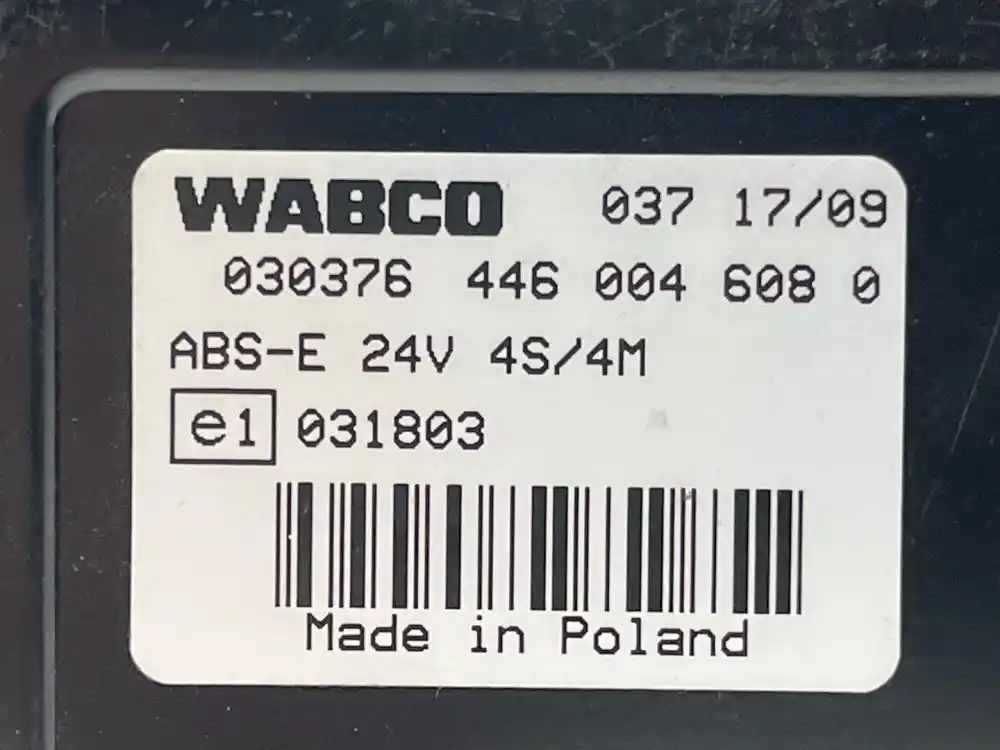 WABCO 037 17/09
030376 446 004 608 0
ABS-E 24V 4S/4M
e1 031803
Made in Poland